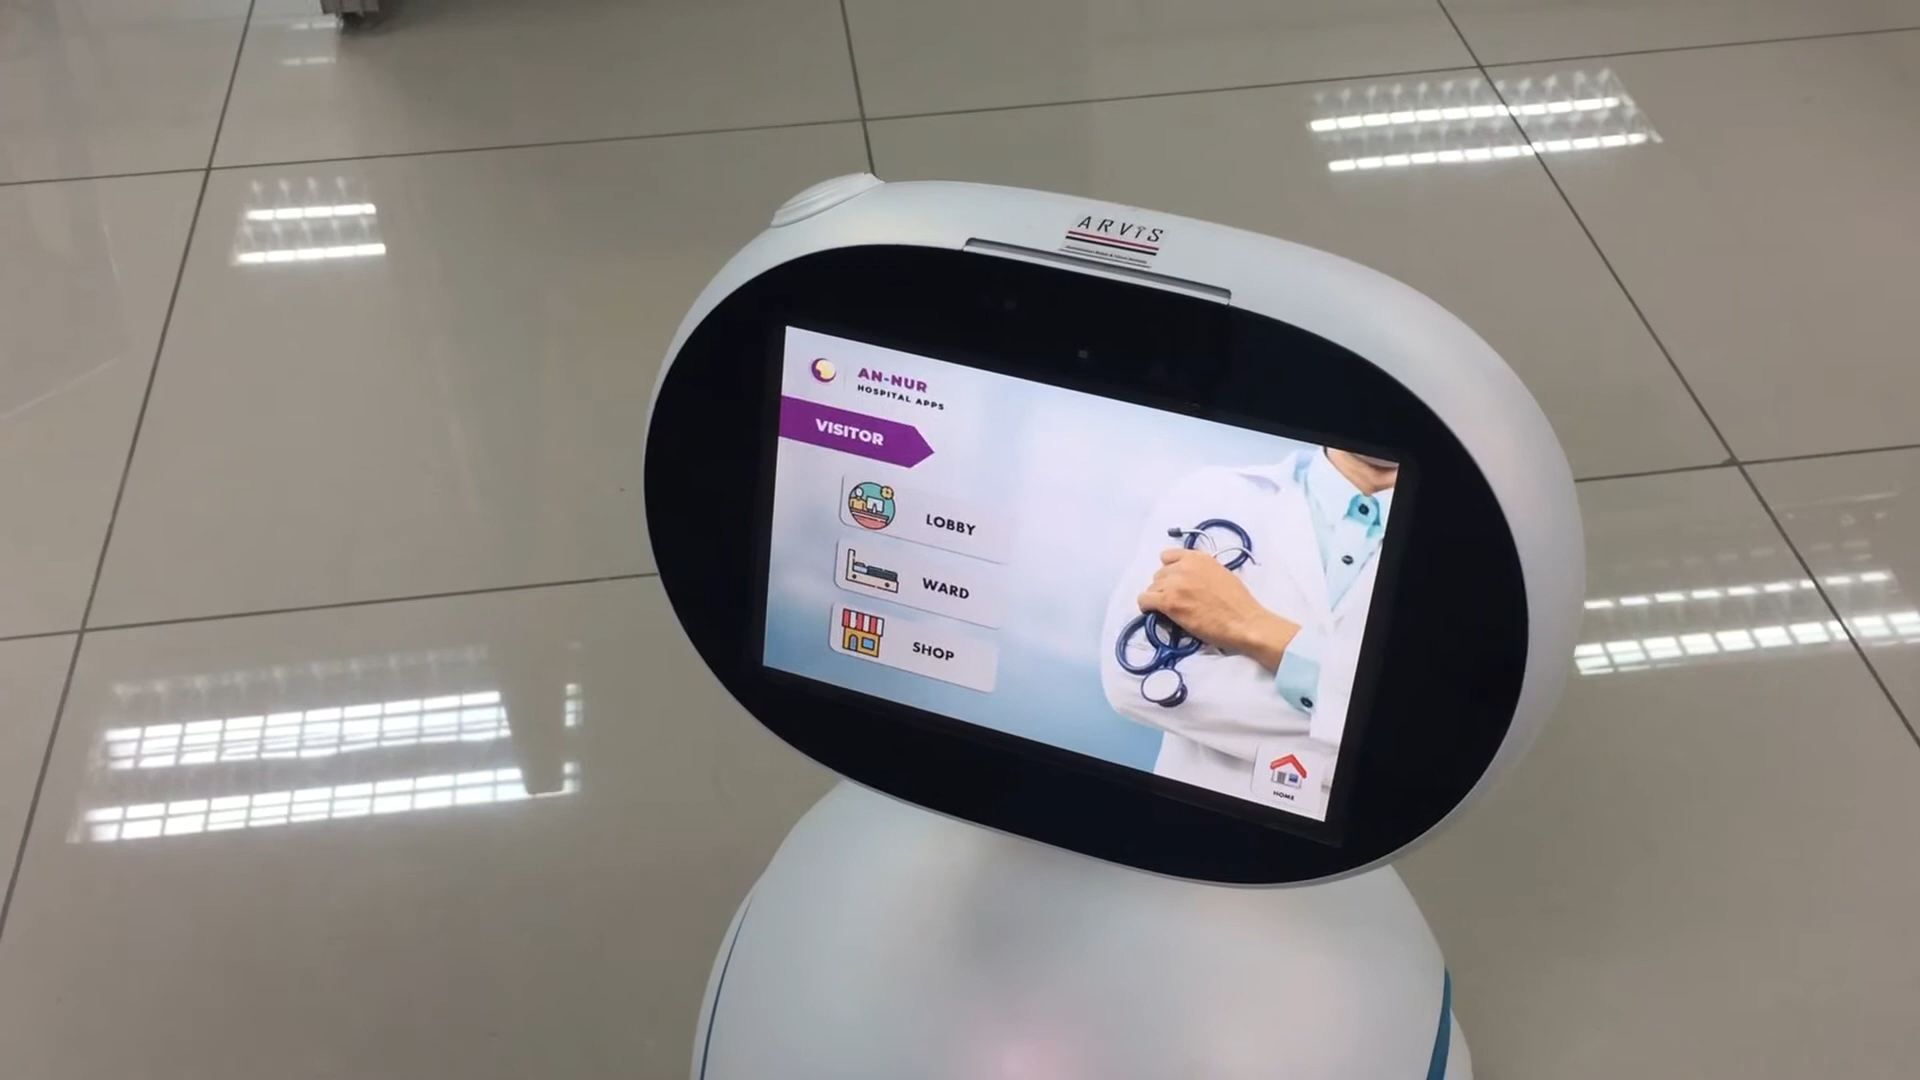 ARViS
AN-NUR
HOSPITAL APPS
VISITOR
LOBBY
WARD
SHOP
HOME